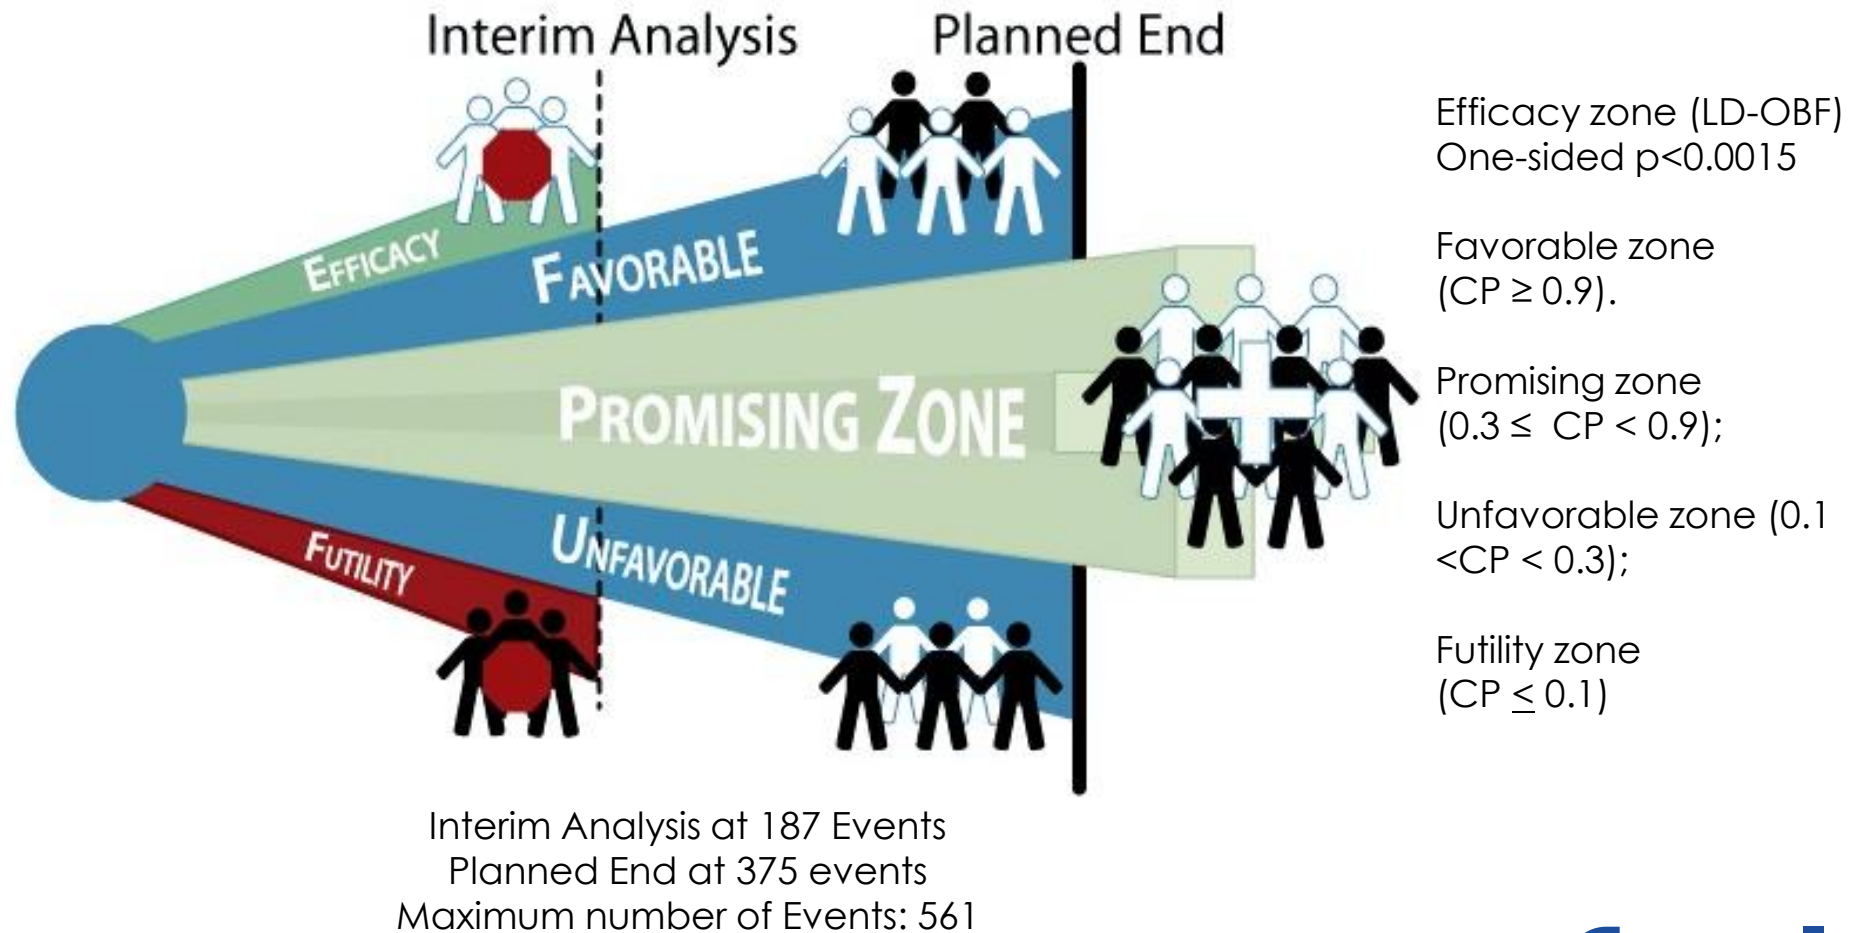 Interim Analysis
Planned End
EFFICACY
FAVORABLE
PROMISING ZONE
UNFAVORABLE
FUTILITY
Efficacy zone (LD-OBF)
One-sided p<0.0015
Favorable zone
(CP ≥ 0.9).
Promising zone
(0.3 ≤ CP < 0.9);
Unfavorable zone (0.1
<CP < 0.3);
Futility zone
(CP ≤ 0.1)
Interim Analysis at 187 Events
Planned End at 375 events
Maximum number of Events: 561